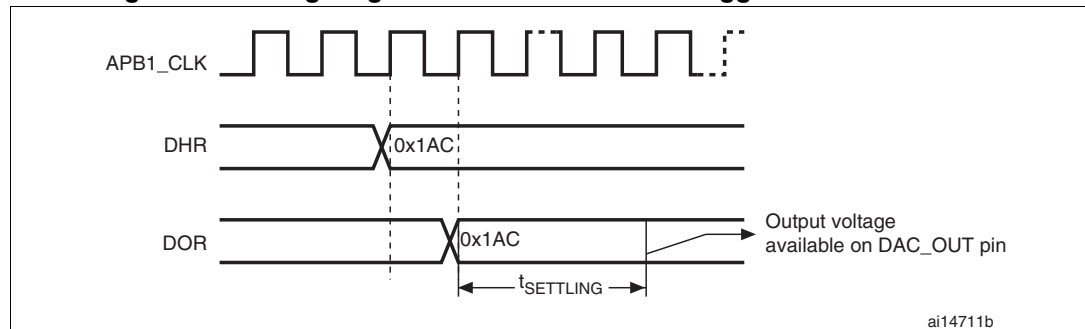 APB1_CLK
DHR
0x1AC
DOR
0x1AC
Output voltage
available on DAC_OUT pin
tSETTLING
ai14711b